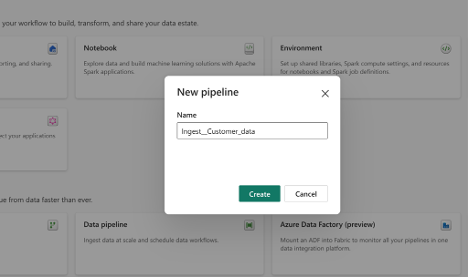 your workflow to build, transform, and share your data estate.
Notebook
Environment
orting, and sharing.
Explore data and build machine learning solutions with Apache
Spark applications.
Set up shared libraries, Spark compute settings, and resources
for notebooks and Spark job definitions.
New pipeline
Name
Ingest__Customer_data
ect your applications
Create
Cancel
ue from data faster than ever.
Data pipeline
Azure Data Factory (preview)
Ingest data at scale and schedule data workflows.
Mount an ADF into Fabric to monitor all your pipelines in one
data integration platform.